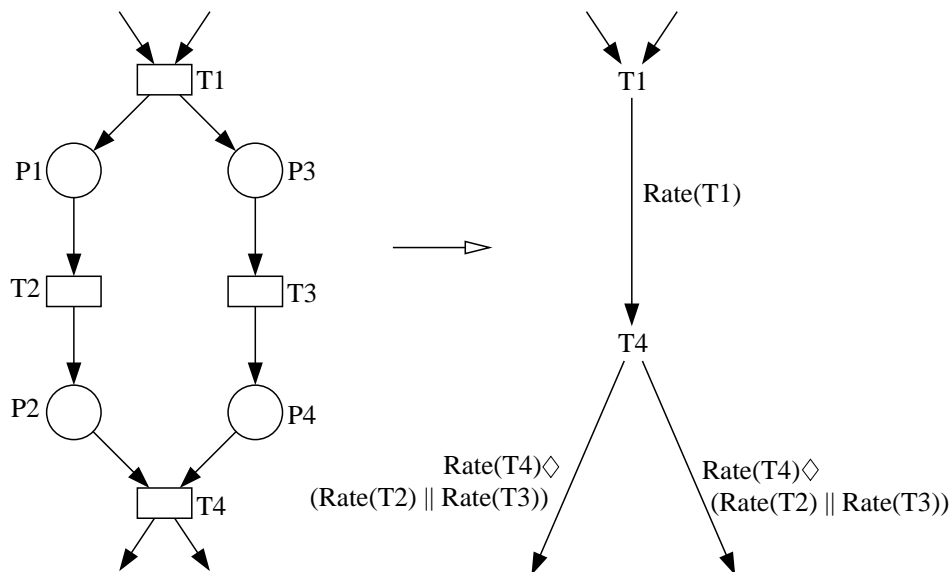 T1
P1
P3
T2
T3
P2
P4
T4
T1
Rate(T1)
T4
Rate(T4)◇
(Rate(T2) || Rate(T3))
Rate(T4)◇
(Rate(T2) || Rate(T3))